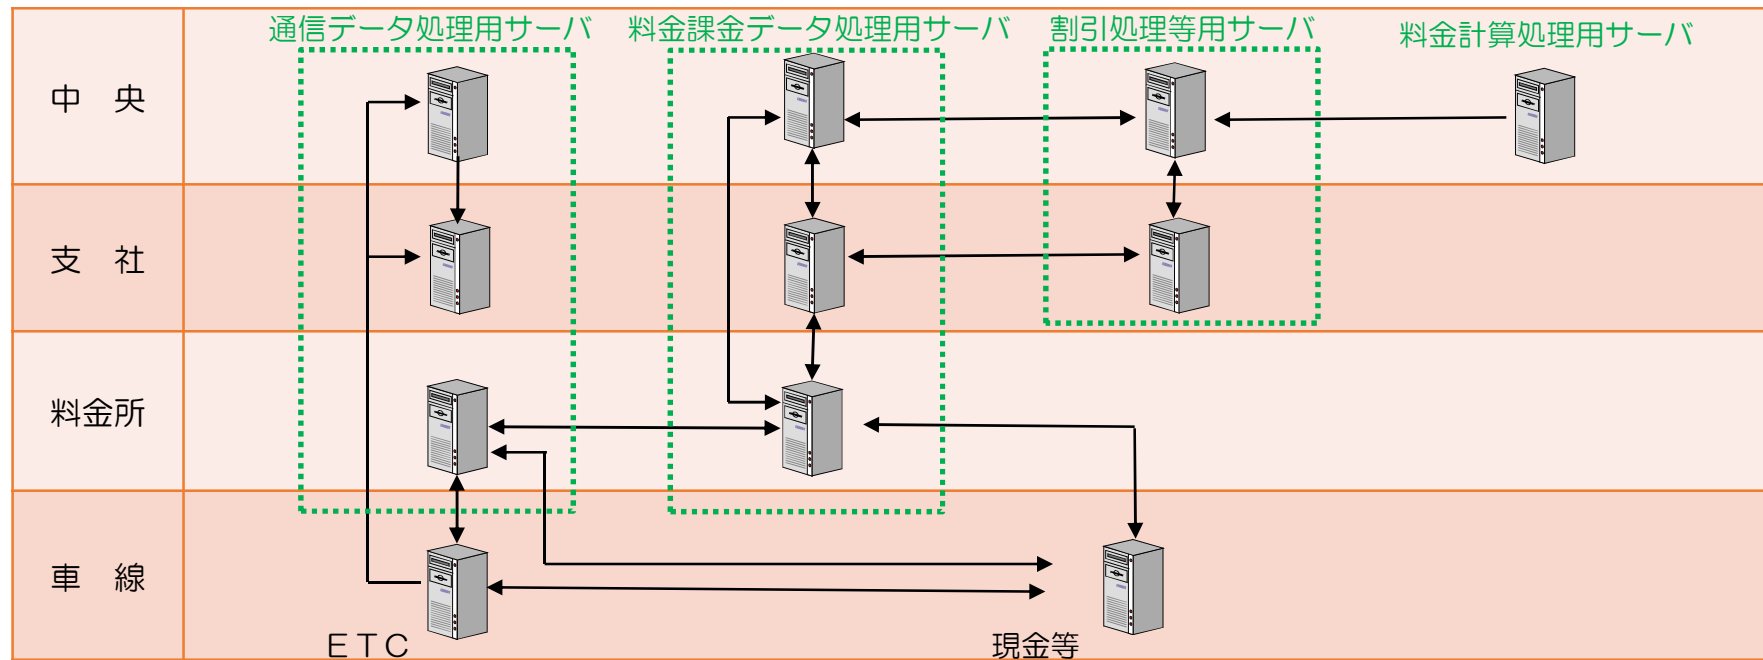 通信データ処理用サーバ
料金課金データ処理用サーバ
割引処理等用サーバ
料金計算処理用サーバ
中　央
支　社
料金所
車　線
ＥＴＣ
現金等